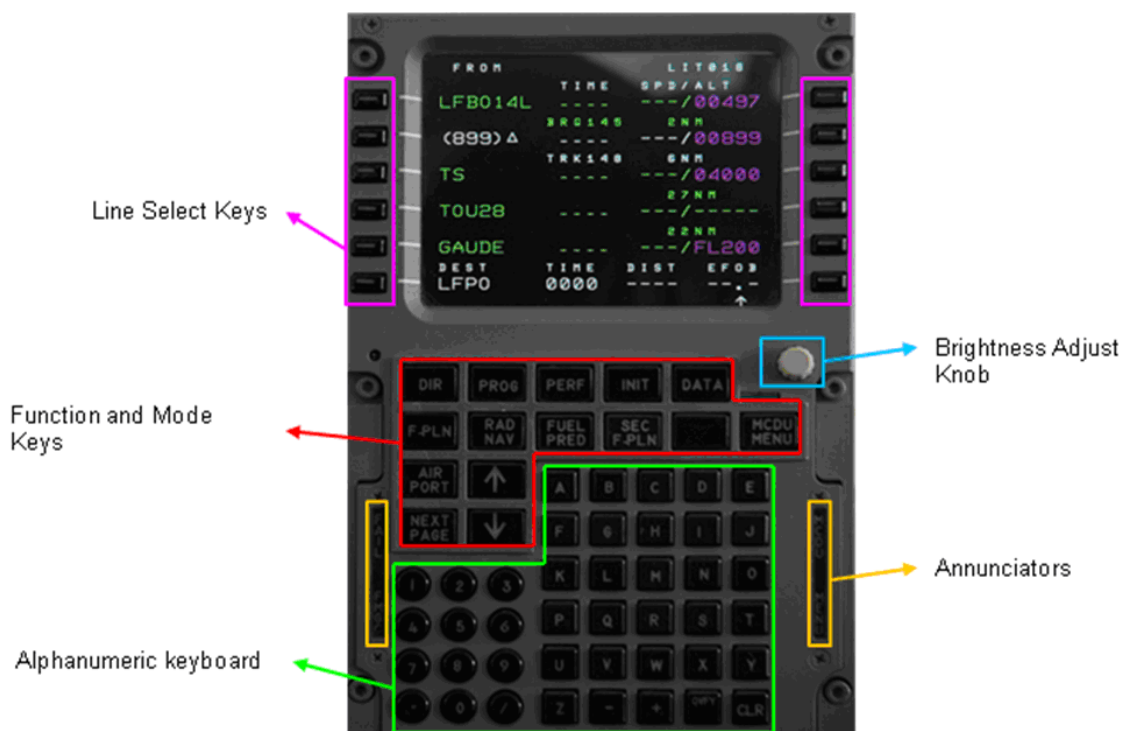 FROM LIT018
TIME SPD/ALT
LFBO14L ---- ---/00497
BRG145 2NM
(899)Δ ---- ---/00899
TRK148 6NM
TS ---- ---/04000
27NM
TOU28 ---- ---/-----
22NM
GAUDE ---- ---/FL200
DEST TIME DIST EFOB
LFPO 0000 ---- --.-
↑
Line Select Keys
Brightness Adjust
Knob
Function and Mode
Keys
DIR PROG PERF INIT DATA
F-PLN RAD NAV FUEL PRED SEC F-PLN MCDU MENU
AIR PORT ↑
NEXT PAGE ↓
A B C D E
F G H I J
K L M N O
P Q R S T
U V W X Y
Z - + OVFY CLR
1 2 3
4 5 6
7 8 9
. 0 /
Annunciators
Alphanumeric keyboard